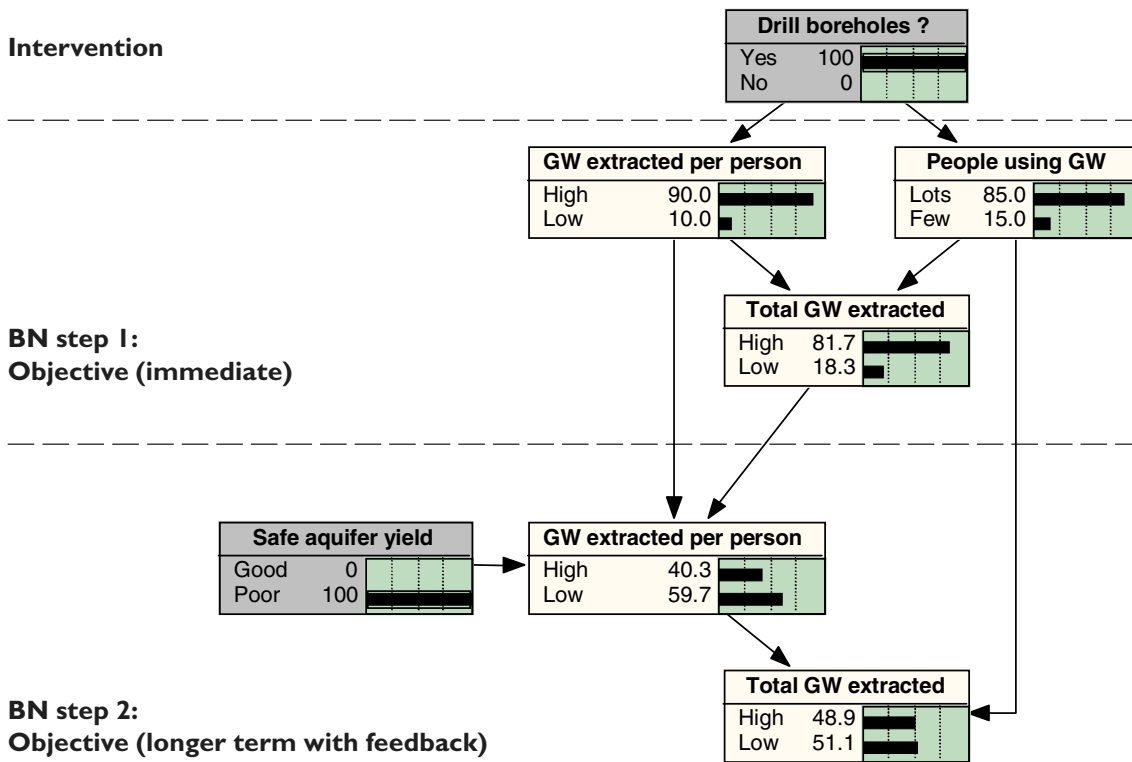 Intervention
Drill boreholes ?
Yes 100
No 0
GW extracted per person
High 90.0
Low 10.0
People using GW
Lots 85.0
Few 15.0
Total GW extracted
High 81.7
Low 18.3
BN step 1:
Objective (immediate)
Safe aquifer yield
Good 0
Poor 100
GW extracted per person
High 40.3
Low 59.7
Total GW extracted
High 48.9
Low 51.1
BN step 2:
Objective (longer term with feedback)